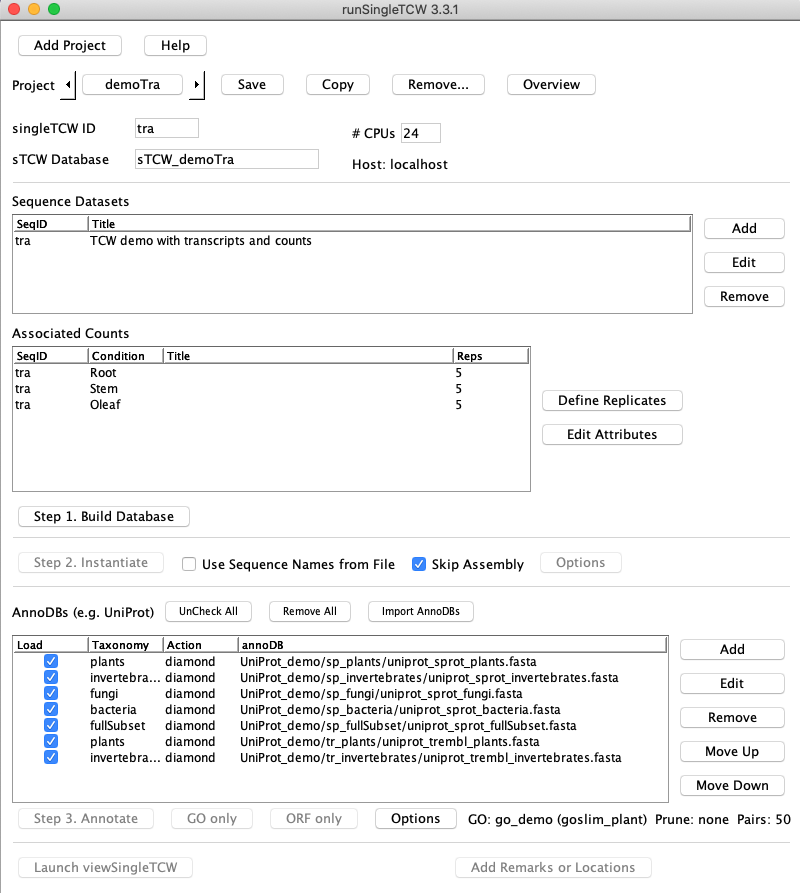 runSingleTCW 3.3.1
Add Project Help
Project demoTra Save Copy Remove... Overview
singleTCW ID tra # CPUs 24
sTCW Database sTCW_demoTra Host: localhost
Sequence Datasets
SeqID Title
tra TCW demo with transcripts and counts
Add
Edit
Remove
Associated Counts
SeqID Condition Title Reps
tra Root 5
tra Stem 5
tra Oleaf 5
Define Replicates
Edit Attributes
Step 1. Build Database
Step 2. Instantiate Use Sequence Names from File Skip Assembly Options
AnnoDBs (e.g. UniProt) UnCheck All Remove All Import AnnoDBs
Load Taxonomy Action annoDB
plants diamond UniProt_demo/sp_plants/uniprot_sprot_plants.fasta
invertebra... diamond UniProt_demo/sp_invertebrates/uniprot_sprot_invertebrates.fasta
fungi diamond UniProt_demo/sp_fungi/uniprot_sprot_fungi.fasta
bacteria diamond UniProt_demo/sp_bacteria/uniprot_sprot_bacteria.fasta
fullSubset diamond UniProt_demo/sp_fullSubset/uniprot_sprot_fullSubset.fasta
plants diamond UniProt_demo/tr_plants/uniprot_trembl_plants.fasta
invertebra... diamond UniProt_demo/tr_invertebrates/uniprot_trembl_invertebrates.fasta
Add
Edit
Remove
Move Up
Move Down
Step 3. Annotate GO only ORF only Options GO: go_demo (goslim_plant) Prune: none Pairs: 50
Launch viewSingleTCW Add Remarks or Locations